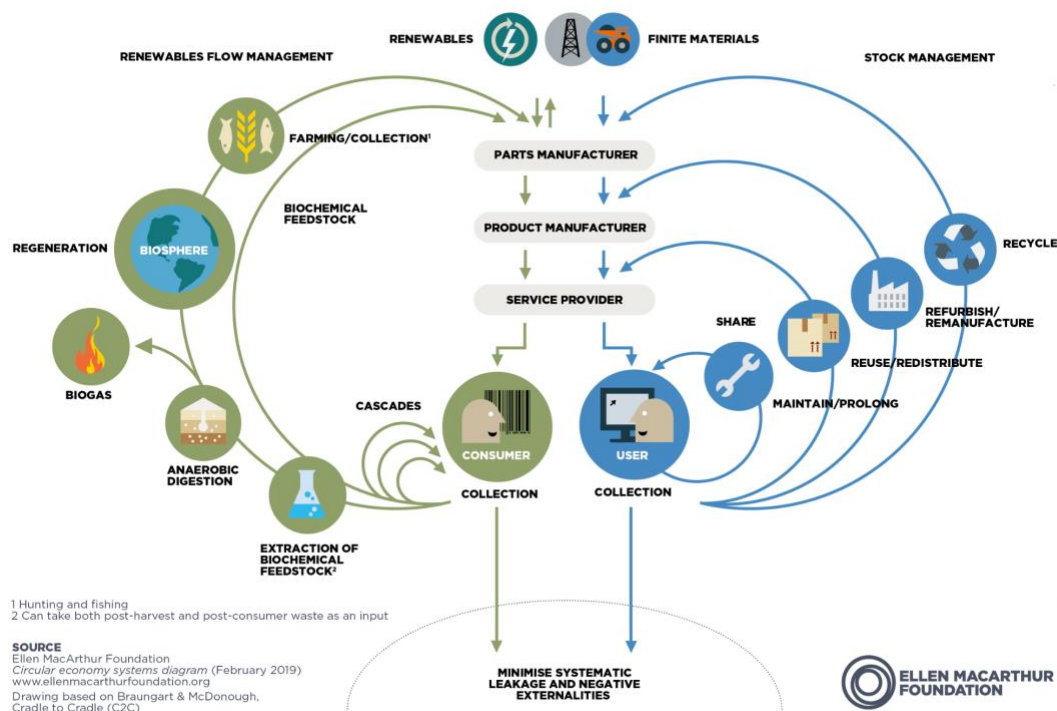 RENEWABLES
FINITE MATERIALS
RENEWABLES FLOW MANAGEMENT
STOCK MANAGEMENT
PARTS MANUFACTURER
PRODUCT MANUFACTURER
SERVICE PROVIDER
FARMING/COLLECTION¹
BIOCHEMICAL
FEEDSTOCK
REGENERATION
BIOSPHERE
BIOGAS
ANAEROBIC
DIGESTION
EXTRACTION OF
BIOCHEMICAL
FEEDSTOCK²
CASCADES
CONSUMER
COLLECTION
USER
COLLECTION
SHARE
MAINTAIN/PROLONG
REUSE/REDISTRIBUTE
REFURBISH/
REMANUFACTURE
RECYCLE
MINIMISE SYSTEMATIC
LEAKAGE AND NEGATIVE
EXTERNALITIES
1 Hunting and fishing
2 Can take both post-harvest and post-consumer waste as an input
SOURCE
Ellen MacArthur Foundation
Circular economy systems diagram (February 2019)
www.ellenmacarthurfoundation.org
Drawing based on Braungart & McDonough,
Cradle to Cradle (C2C)
ELLEN MACARTHUR
FOUNDATION